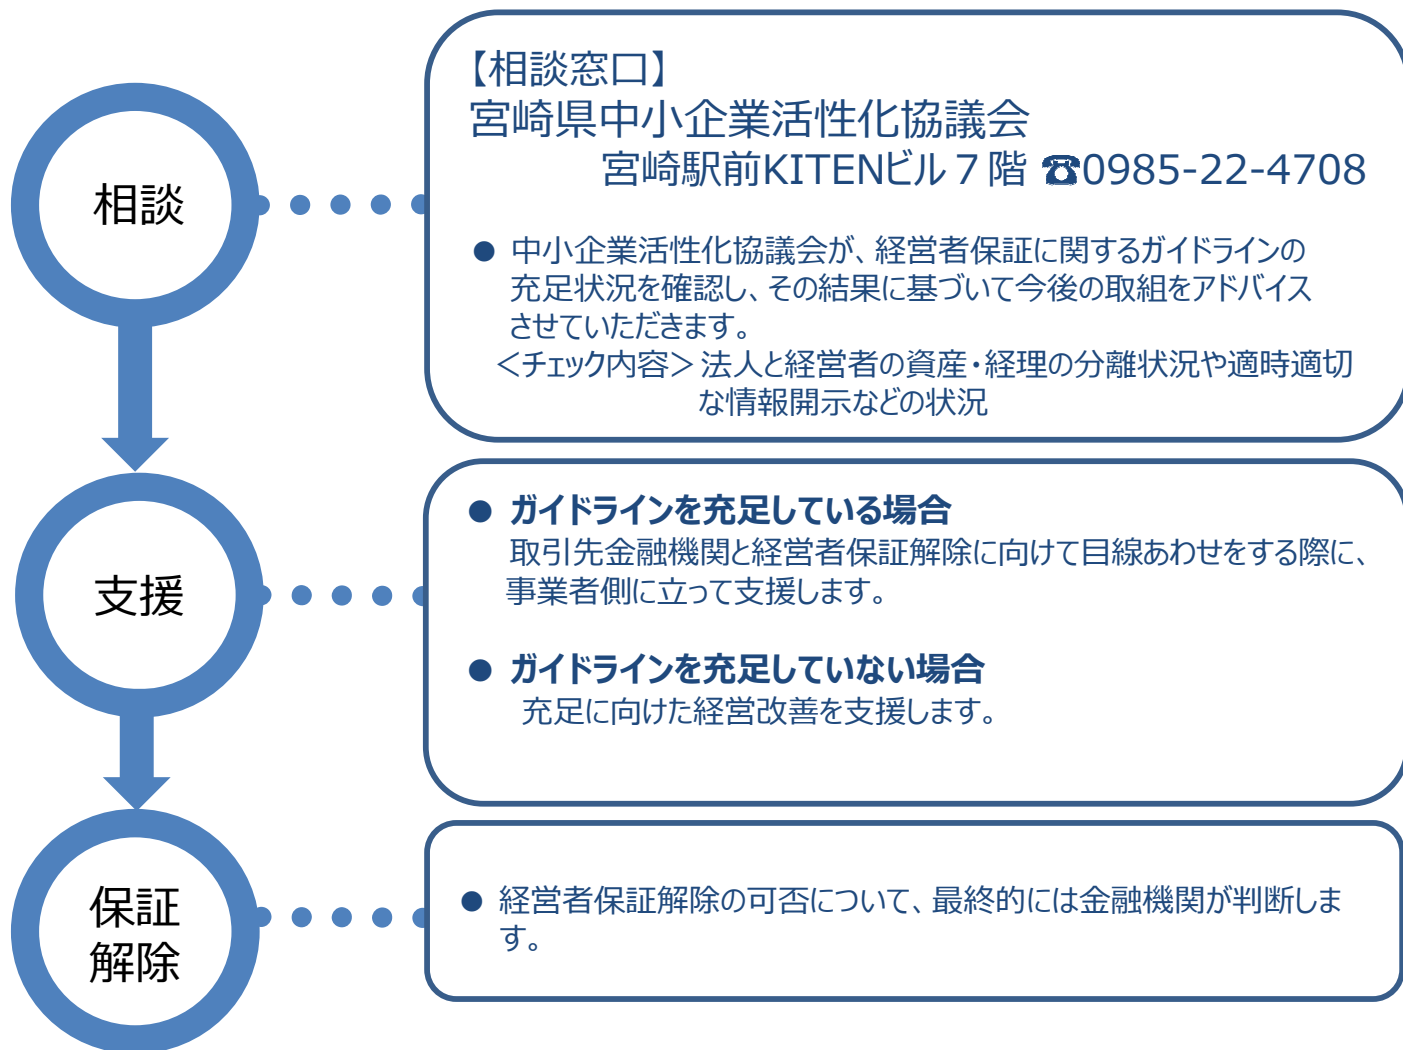 相談
【相談窓口】
宮崎県中小企業活性化協議会
宮崎駅前KITENビル７階 ☎0985-22-4708
● 中小企業活性化協議会が、経営者保証に関するガイドラインの
充足状況を確認し、その結果に基づいて今後の取組をアドバイス
させていただきます。
＜チェック内容＞法人と経営者の資産・経理の分離状況や適時適切
な情報開示などの状況
支援
● ガイドラインを充足している場合
取引先金融機関と経営者保証解除に向けて目線あわせをする際に、
事業者側に立って支援します。
● ガイドラインを充足していない場合
充足に向けた経営改善を支援します。
保証
解除
● 経営者保証解除の可否について、最終的には金融機関が判断しま
す。